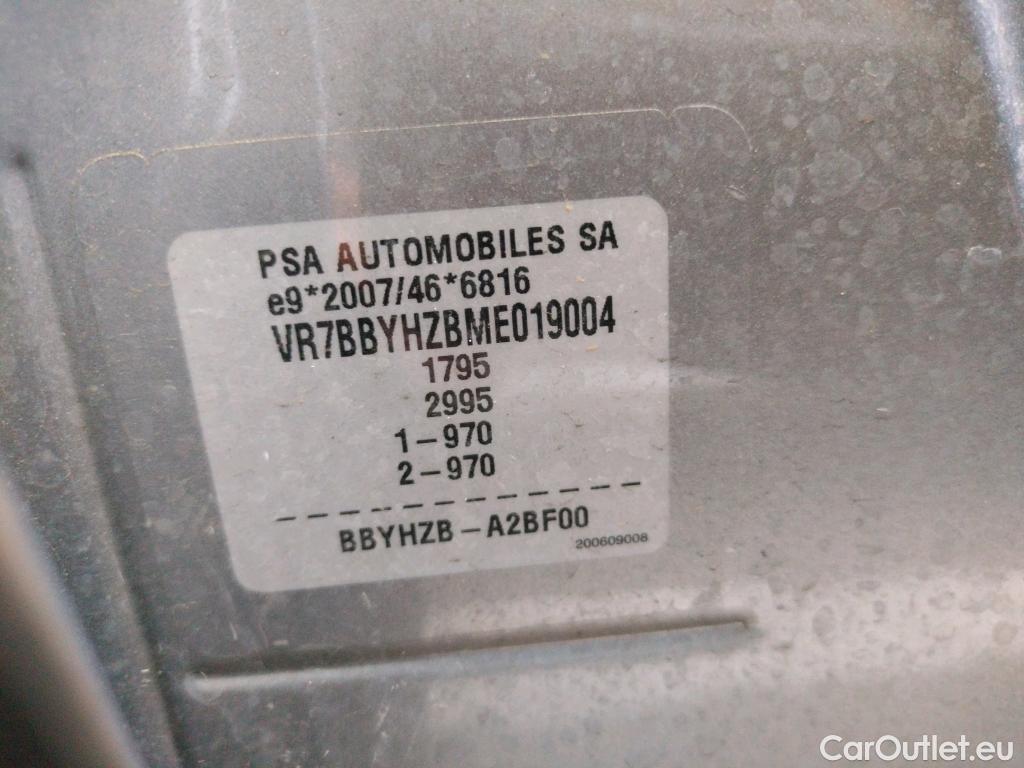 PSA AUTOMOBILES SA
e9*2007/46*6816
VR7BBYHZBME019004
1795
2995
1-970
2-970
BBYHZB-A2BF00
200609008
CarOutlet.eu